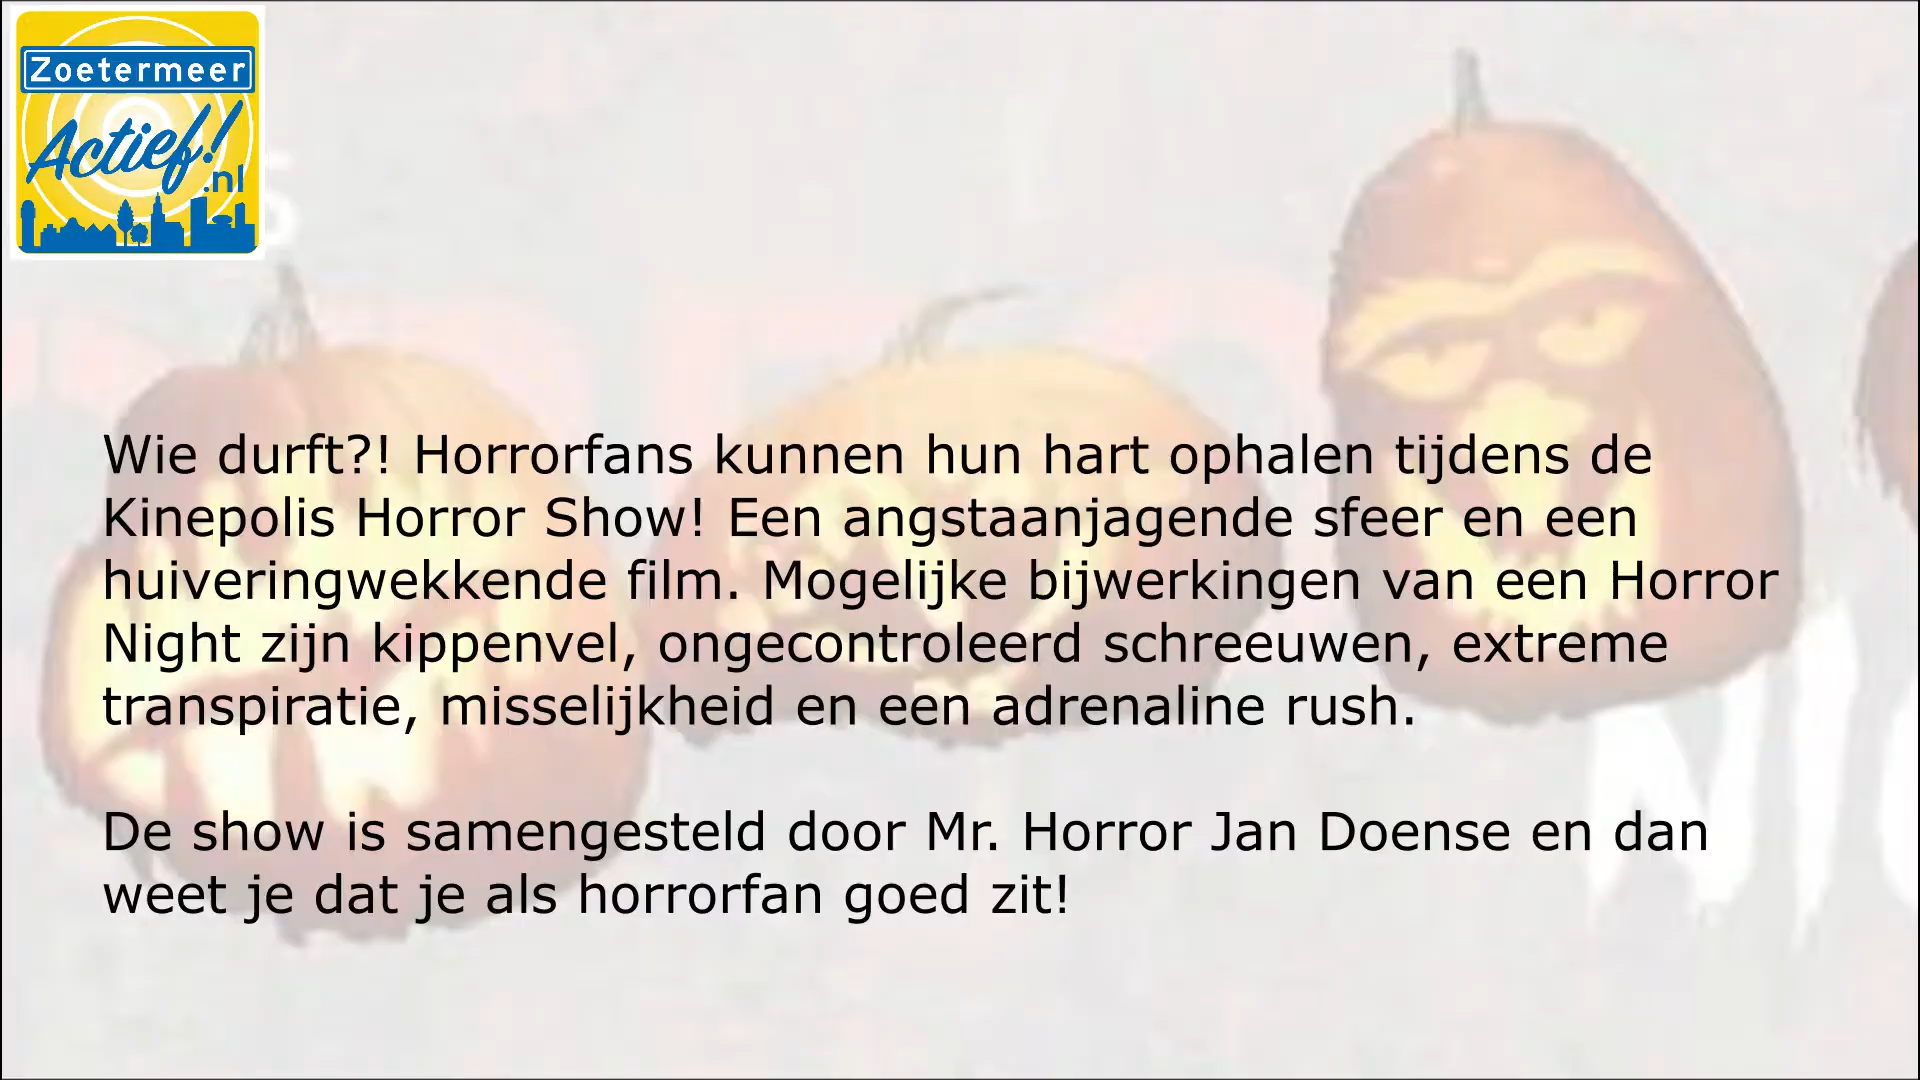 Zoetermeer
Actief!
.nl
Wie durft?! Horrorfans kunnen hun hart ophalen tijdens de
Kinepolis Horror Show! Een angstaanjagende sfeer en een
huiveringwekkende film. Mogelijke bijwerkingen van een Horror
Night zijn kippenvel, ongecontroleerd schreeuwen, extreme
transpiratie, misselijkheid en een adrenaline rush.
De show is samengesteld door Mr. Horror Jan Doense en dan
weet je dat je als horrorfan goed zit!